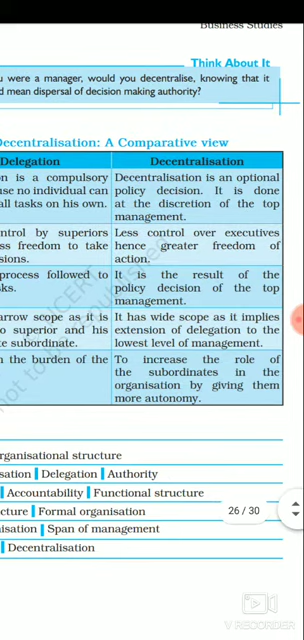 Business Studies
Think About It
u were a manager, would you decentralise, knowing that it
d mean dispersal of decision making authority?
Decentralisation: A Comparative view
Delegation
Decentralisation
on is a compulsory
use no individual can
all tasks on his own.
Decentralisation is an optional
policy decision. It is done
at the discretion of the top
management.
ontrol by superiors
ss freedom to take
sions.
Less control over executives
hence greater freedom of
action.
process followed to
sks.
It is the result of the
policy decision of the top
management.
arrow scope as it is
o superior and his
te subordinate.
It has wide scope as it implies
extension of delegation to the
lowest level of management.
n the burden of the
To increase the role of
the subordinates in the
organisation by giving them
more autonomy.
rganisational structure
sation | Delegation | Authority
| Accountability | Functional structure
cture | Formal organisation
nisation | Span of management
| Decentralisation
26 / 30
V RECORDER